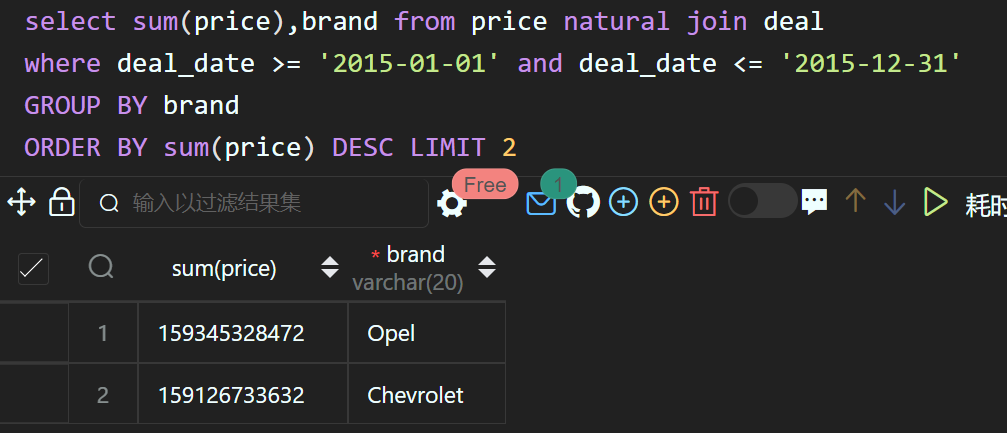 select sum(price),brand from price natural join deal
where deal_date >= '2015-01-01' and deal_date <= '2015-12-31'
GROUP BY brand
ORDER BY sum(price) DESC LIMIT 2
输入以过滤结果集
Free
1
耗时
sum(price)
* brand
varchar(20)
1 159345328472 Opel
2 159126733632 Chevrolet